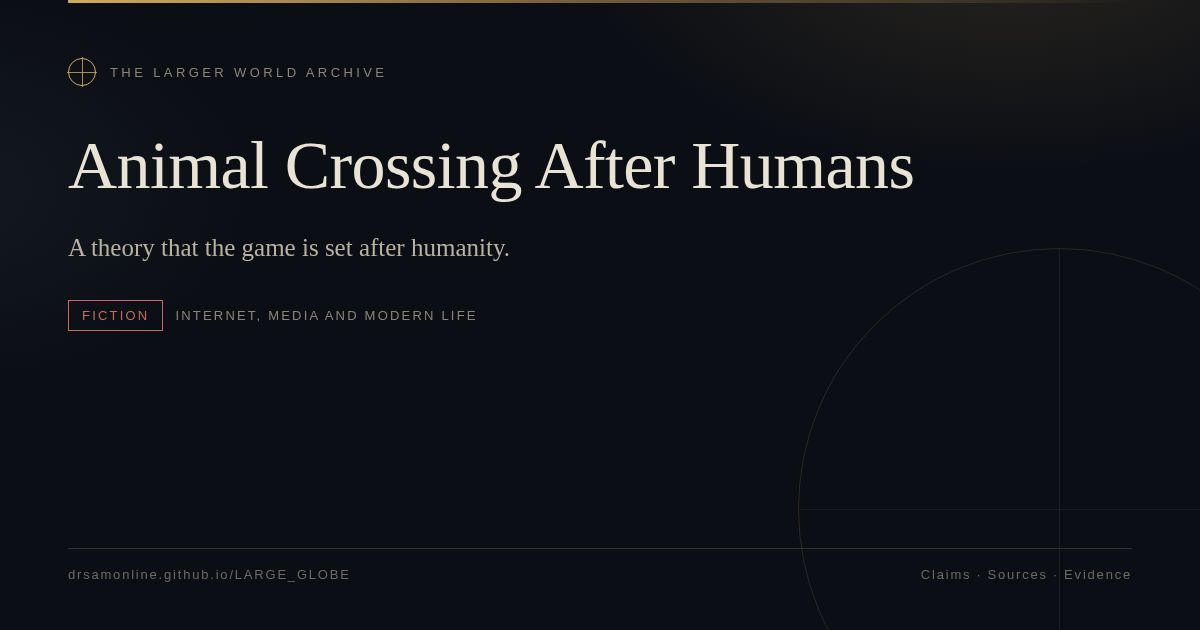 THE LARGER WORLD ARCHIVE
Animal Crossing After Humans
A theory that the game is set after humanity.
FICTION INTERNET, MEDIA AND MODERN LIFE
drsamonline.github.io/LARGE_GLOBE
Claims · Sources · Evidence